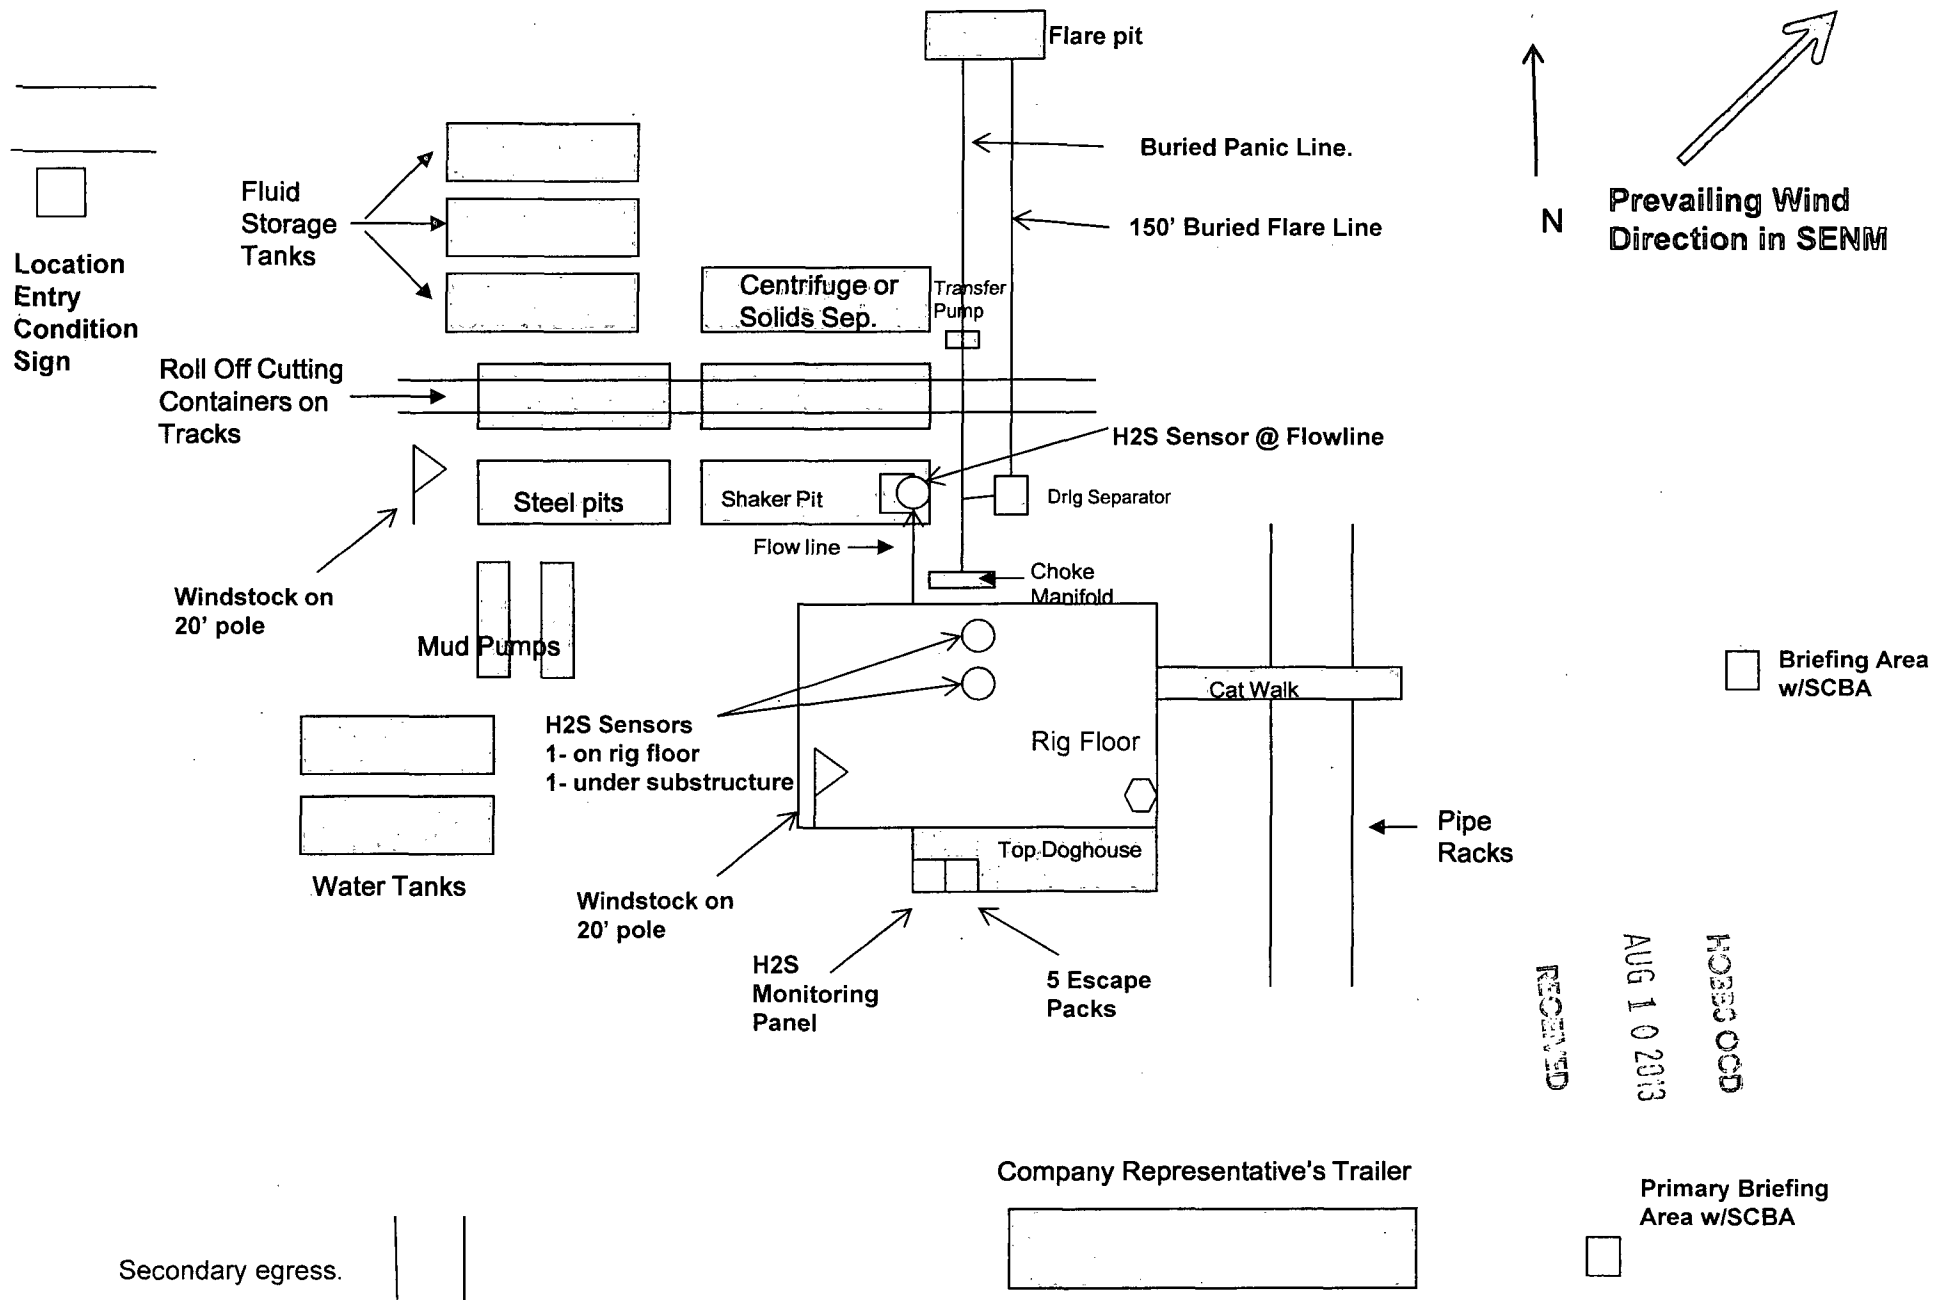 Flare pit
Buried Panic Line.
150' Buried Flare Line
N
Prevailing Wind
Direction in SENM
Fluid
Storage
Tanks
Location
Entry
Condition
Sign
Centrifuge or
Solids Sep.
Transfer
Pump
Roll Off Cutting
Containers on
Tracks
H2S Sensor @ Flowline
Steel pits
Shaker Pit
Drlg Separator
Flow line
Choke
Manifold
Windstock on
20' pole
Mud Pumps
Cat Walk
Briefing Area
w/SCBA
H2S Sensors
1- on rig floor
1- under substructure
Rig Floor
Pipe
Racks
Top Doghouse
Water Tanks
Windstock on
20' pole
H2S
Monitoring
Panel
5 Escape
Packs
HOBBS OCD
AUG 10 2013
RECEIVED
Company Representative's Trailer
Primary Briefing
Area w/SCBA
Secondary egress.